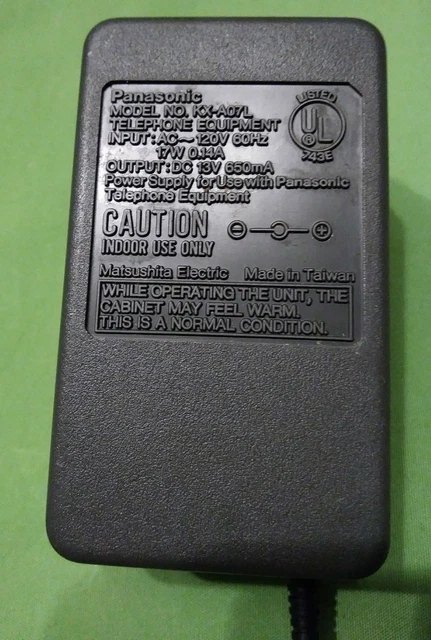 Panasonic
MODEL NO. KX-A07L
TELEPHONE EQUIPMENT
INPUT: AC~120V 60Hz
17W 0.14A
OUTPUT: DC 13V 650mA
Power Supply for Use with Panasonic
Telephone Equipment
LISTED
UL
®
743E
CAUTION
INDOOR USE ONLY
Matsushita Electric Made in Taiwan
WHILE OPERATING THE UNIT, THE
CABINET MAY FEEL WARM.
THIS IS A NORMAL CONDITION.